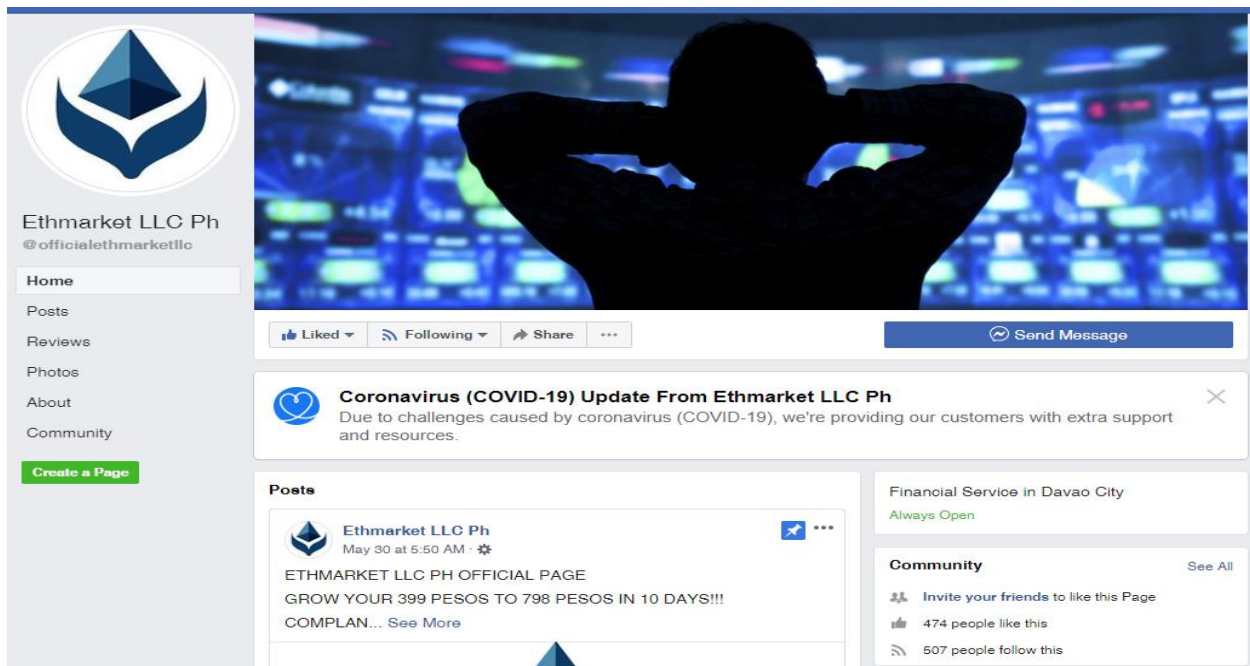 Ethmarket LLC Ph
@officialethmarketllc
Home
Posts
Reviews
Photos
About
Community
Create a Page
Liked
Following
Share
Send Message
Coronavirus (COVID-19) Update From Ethmarket LLC Ph
Due to challenges caused by coronavirus (COVID-19), we're providing our customers with extra support
and resources.
Posts
Ethmarket LLC Ph
May 30 at 5:50 AM ·
ETHMARKET LLC PH OFFICIAL PAGE
GROW YOUR 399 PESOS TO 798 PESOS IN 10 DAYS!!!
COMPLAN... See More
Financial Service in Davao City
Always Open
Community
See All
Invite your friends to like this Page
474 people like this
507 people follow this